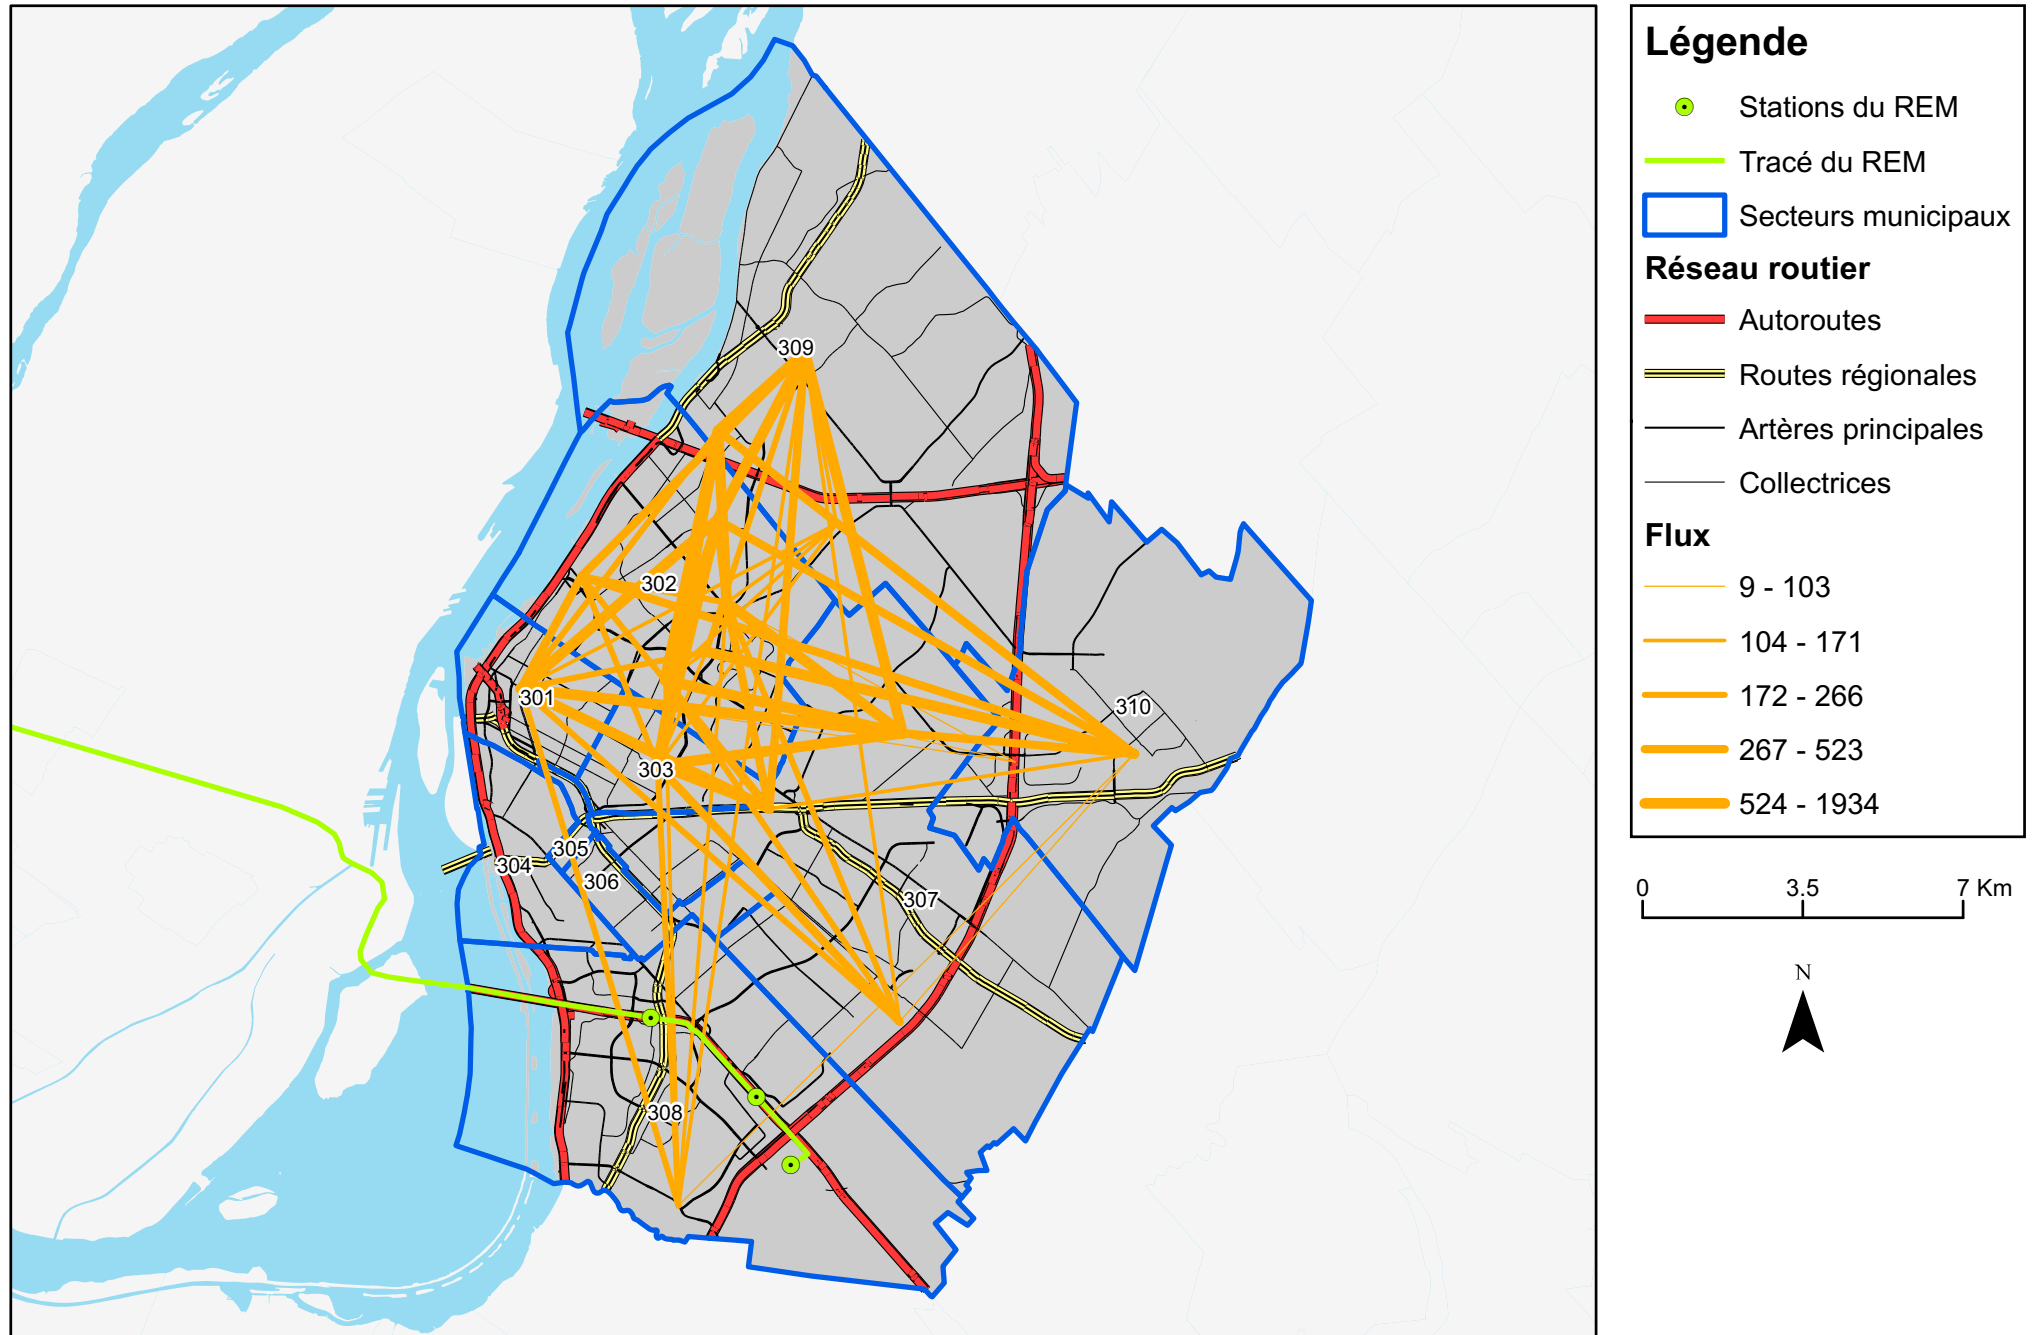 309
302
301
310
303
305
304
306
307
308
Légende
Stations du REM
Tracé du REM
Secteurs municipaux
Réseau routier
Autoroutes
Routes régionales
Artères principales
Collectrices
Flux
9 - 103
104 - 171
172 - 266
267 - 523
524 - 1934
0 3.5 7 Km
N